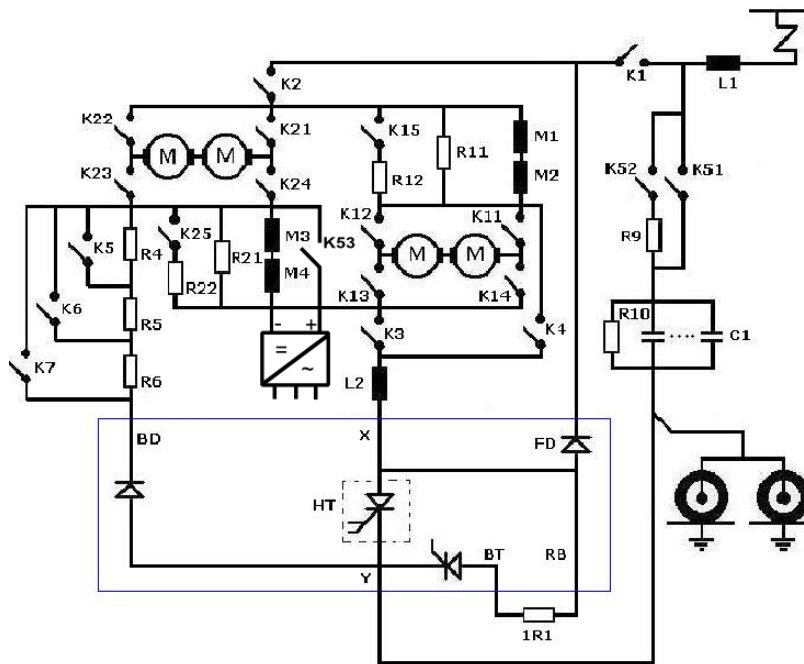 K1
L1
K2
K22
K21
K15
M1
M
M
R11
M2
K52
K51
K23
K24
R12
K12
K11
R9
K5
R4
K25
M3
K53
R21
M
M
M4
R22
K13
K14
K6
R5
- +
=
~
K3
K4
R10
C1
K7
R6
L2
BD
X
FD
HT
BT
RB
Y
1R1